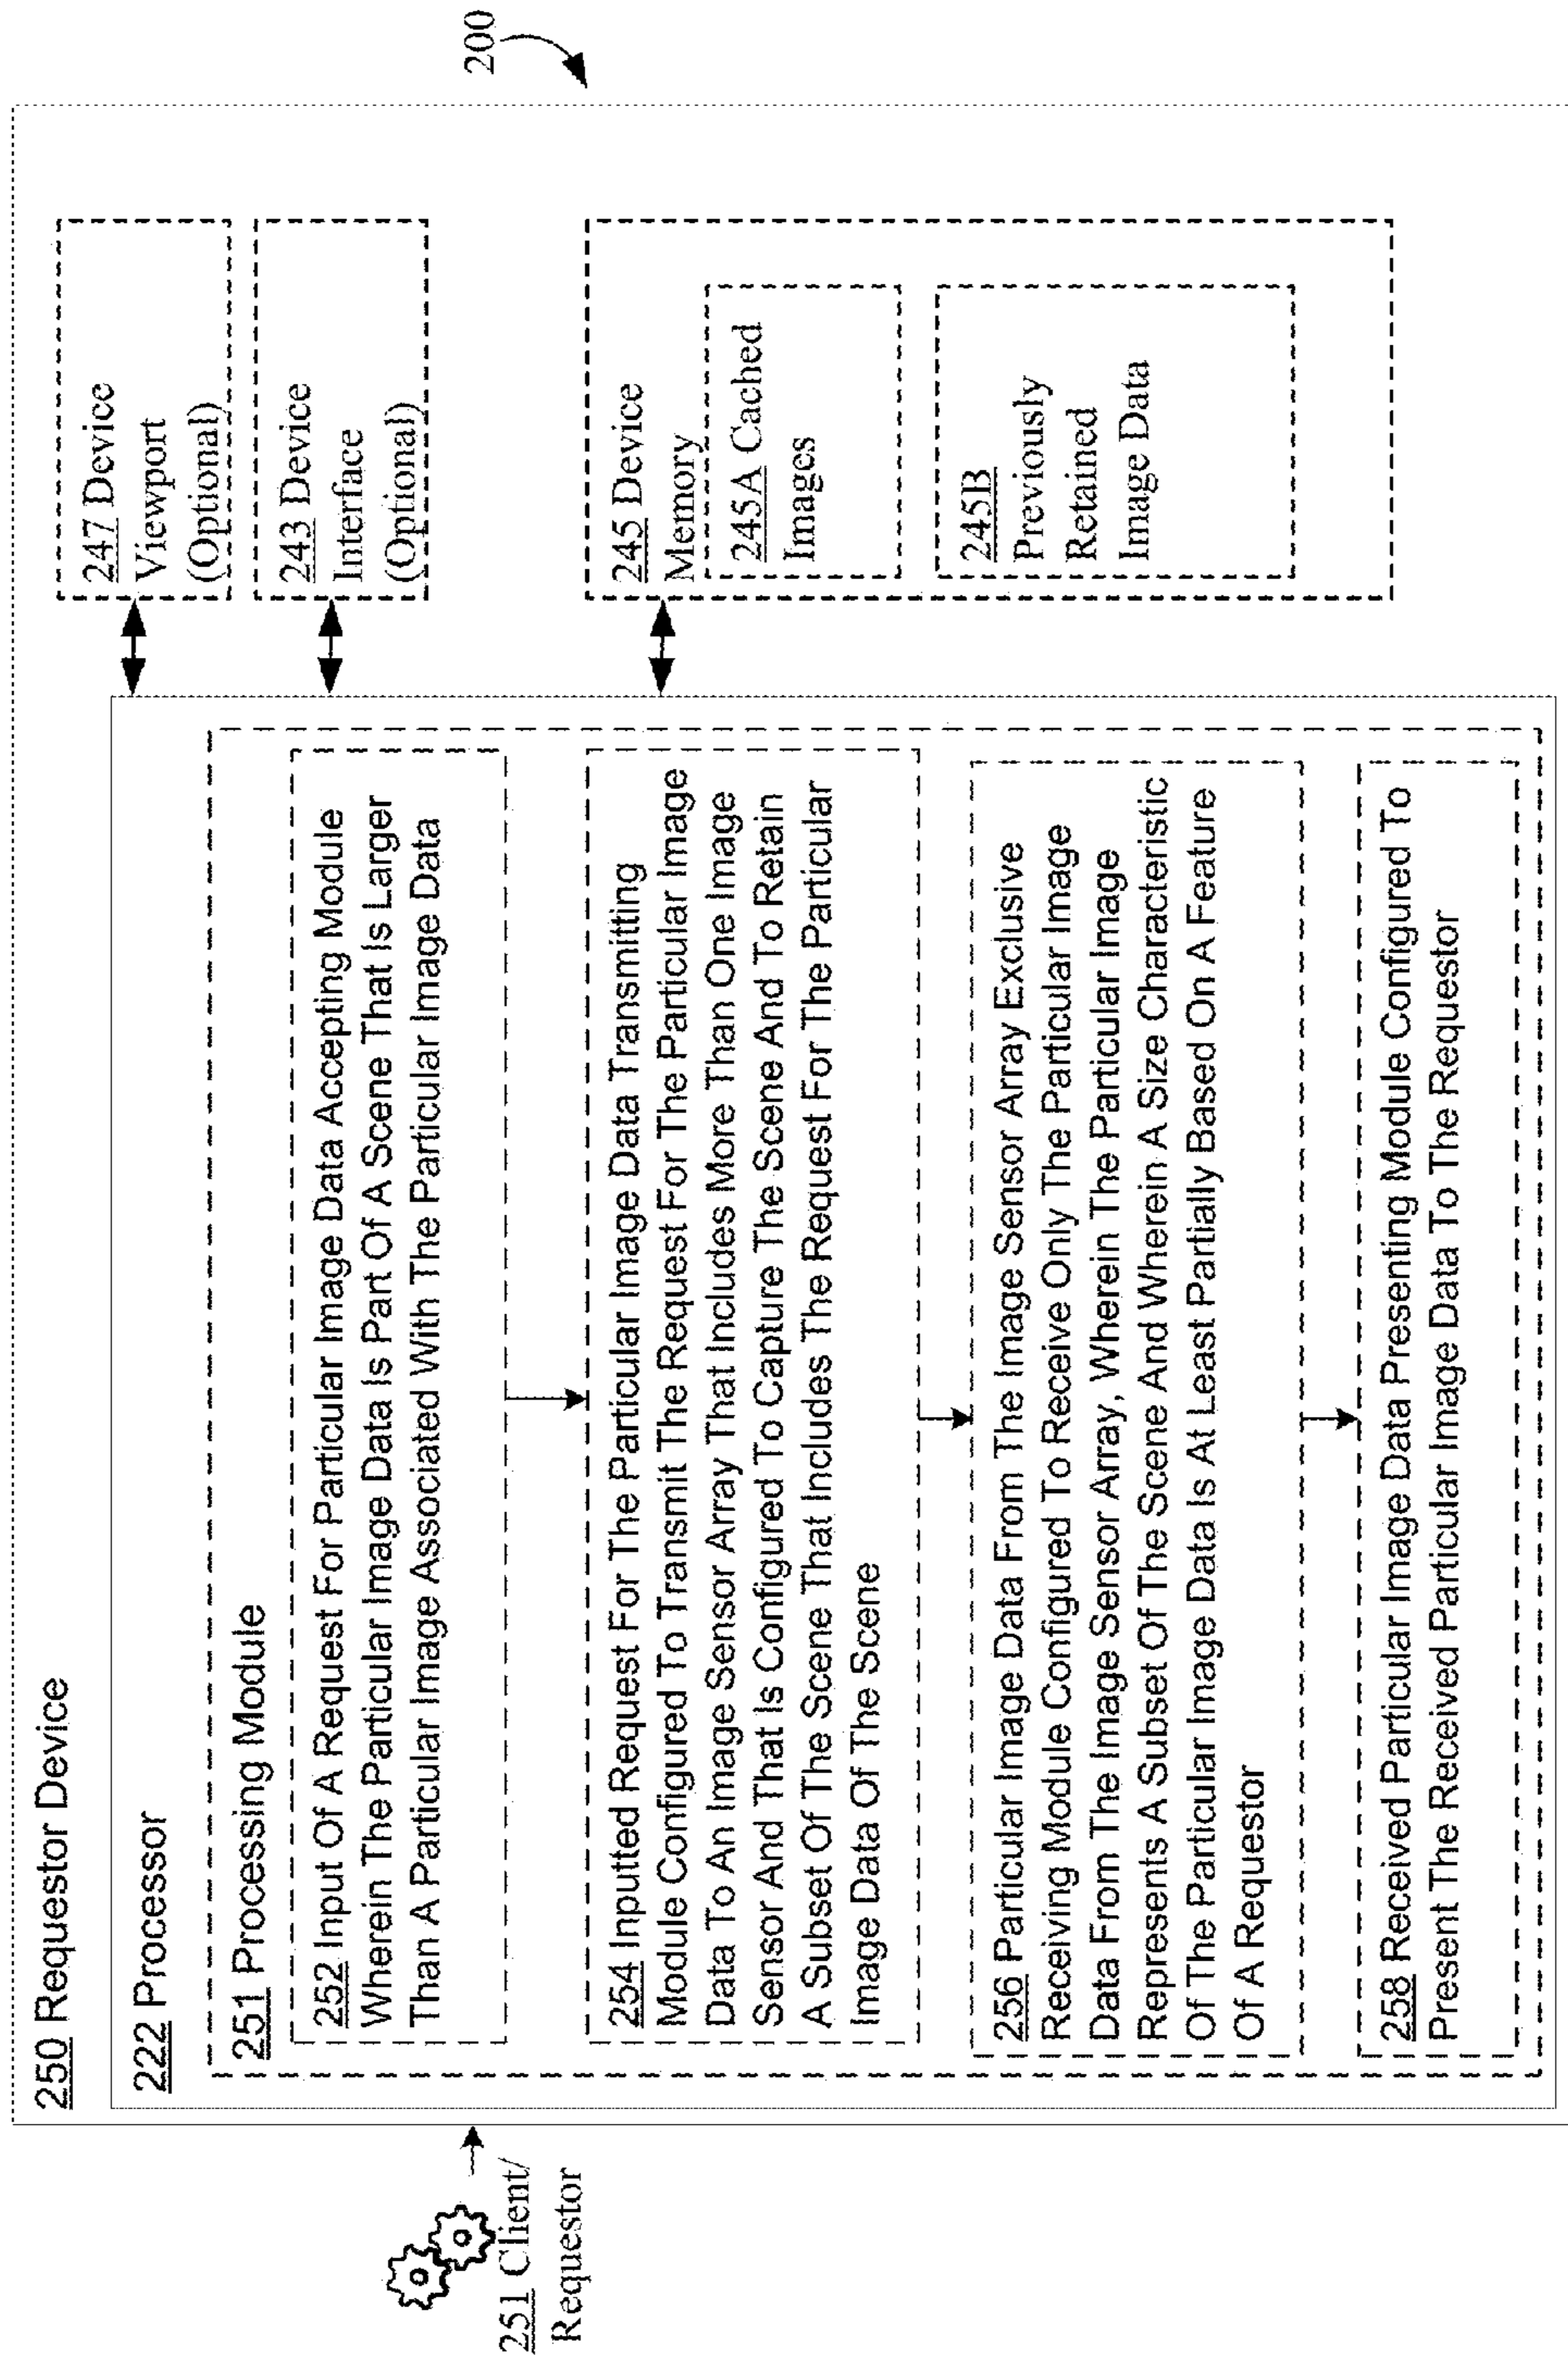 250 Requestor Device
222 Processor
251 Processing Module
252 Input Of A Request For Particular Image Data Accepting Module
Wherein The Particular Image Data Is Part Of A Scene That Is Larger
Than A Particular Image Associated With The Particular Image Data
254 Inputted Request For The Particular Image Data Transmitting
Module Configured To Transmit The Request For The Particular Image
Data To An Image Sensor Array That Includes More Than One Image
Sensor And That Is Configured To Capture The Scene And To Retain
A Subset Of The Scene That Includes The Request For The Particular
Image Data Of The Scene
256 Particular Image Data From The Image Sensor Array Exclusive
Receiving Module Configured To Receive Only The Particular Image
Data From The Image Sensor Array, Wherein The Particular Image
Represents A Subset Of The Scene And Wherein A Size Characteristic
Of The Particular Image Data Is At Least Partially Based On A Feature
Of A Requestor
258 Received Particular Image Data Presenting Module Configured To
Present The Received Particular Image Data To The Requestor
251 Client/
Requestor
247 Device
Viewport
(Optional)
243 Device
Interface
(Optional)
245 Device
Memory
245A Cached
Images
245B
Previously
Retained
Image Data
200